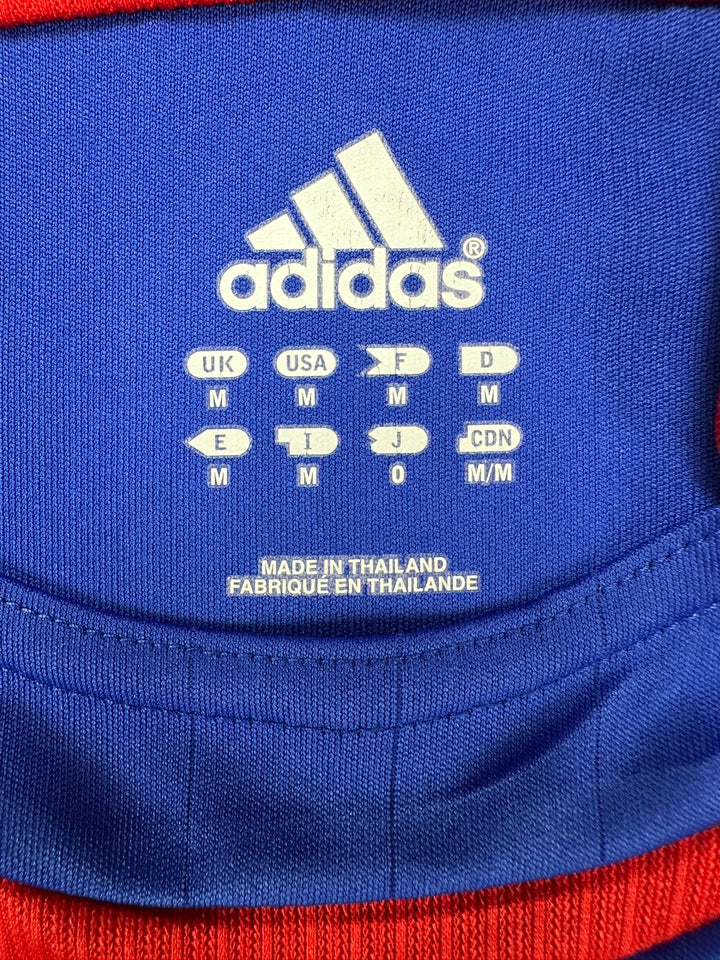 adidas®
UK USA F D
M M M M
E I J CDN
M M O M/M
MADE IN THAILAND
FABRIQUÉ EN THAILANDE